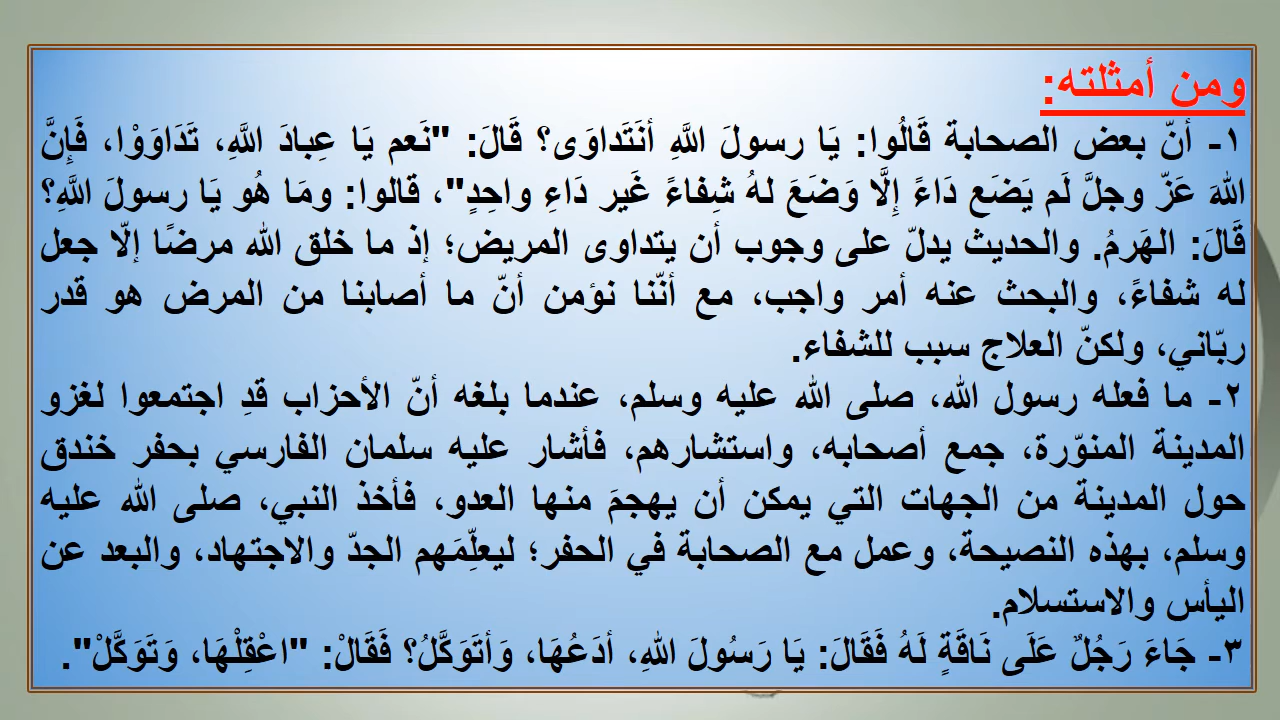 ومن أمثلته:
١- أنّ بعض الصحابة قَالُوا: يَا رسولَ اللَّهِ أنَتَداوَى؟ قَالَ: "نَعم يَا عِبادَ اللَّهِ، تَدَاوَوْا، فَإِنَّ
اللهَ عَزّ وجلَّ لَم يَضَع دَاءً إِلَّا وَضَعَ لهُ شِفاءً غَير دَاءِ واحِدٍ"، قالوا: ومَا هُو يَا رسولَ اللَّهِ؟
قَالَ: الهَرمُ. والحديث يدلّ على وجوب أن يتداوى المريض؛ إذ ما خلق الله مرضًا إلّا جعل
له شفاءً، والبحث عنه أمر واجب، مع أنّنا نؤمن أنّ ما أصابنا من المرض هو قدر
ربّاني، ولكنّ العلاج سبب للشفاء.
٢- ما فعله رسول الله، صلى الله عليه وسلم، عندما بلغه أنّ الأحزاب قدِ اجتمعوا لغزو
المدينة المنوّرة، جمع أصحابه، واستشارهم، فأشار عليه سلمان الفارسي بحفر خندق
حول المدينة من الجهات التي يمكن أن يهجمَ منها العدو، فأخذ النبي، صلى الله عليه
وسلم، بهذه النصيحة، وعمل مع الصحابة في الحفر؛ ليعلِّمَهم الجدّ والاجتهاد، والبعد عن
اليأس والاستسلام.
٣- جَاءَ رَجُلٌ عَلَى نَاقَةٍ لَهُ فَقَالَ: يَا رَسُولَ اللهِ، أدَعُهَا، وَأتَوَكَّلُ؟ فَقَالْ: "اعْقِلْهَا، وَتَوَكَّلْ".